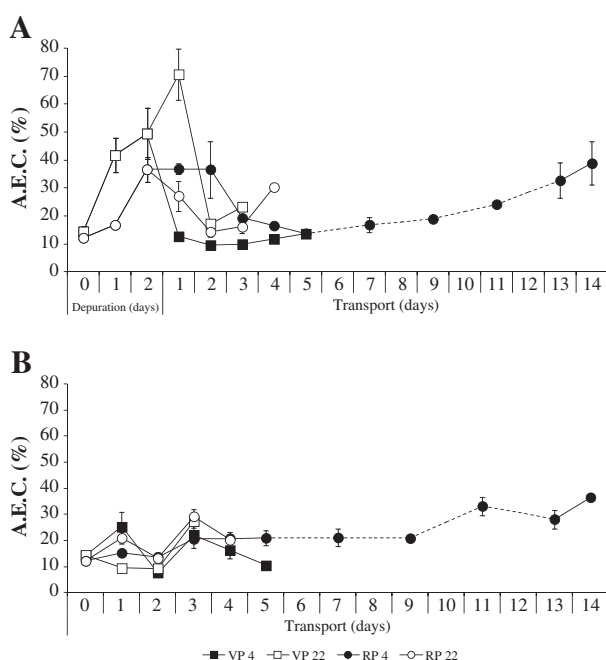 A
A.E.C. (%)
80
70
60
50
40
30
20
10
0
0 1 2 1 2 3 4 5 6 7 8 9 10 11 12 13 14
Depuration (days) Transport (days)
B
A.E.C. (%)
80
70
60
50
40
30
20
10
0
0 1 2 3 4 5 6 7 8 9 10 11 12 13 14
Transport (days)
VP 4 VP 22 RP 4 RP 22